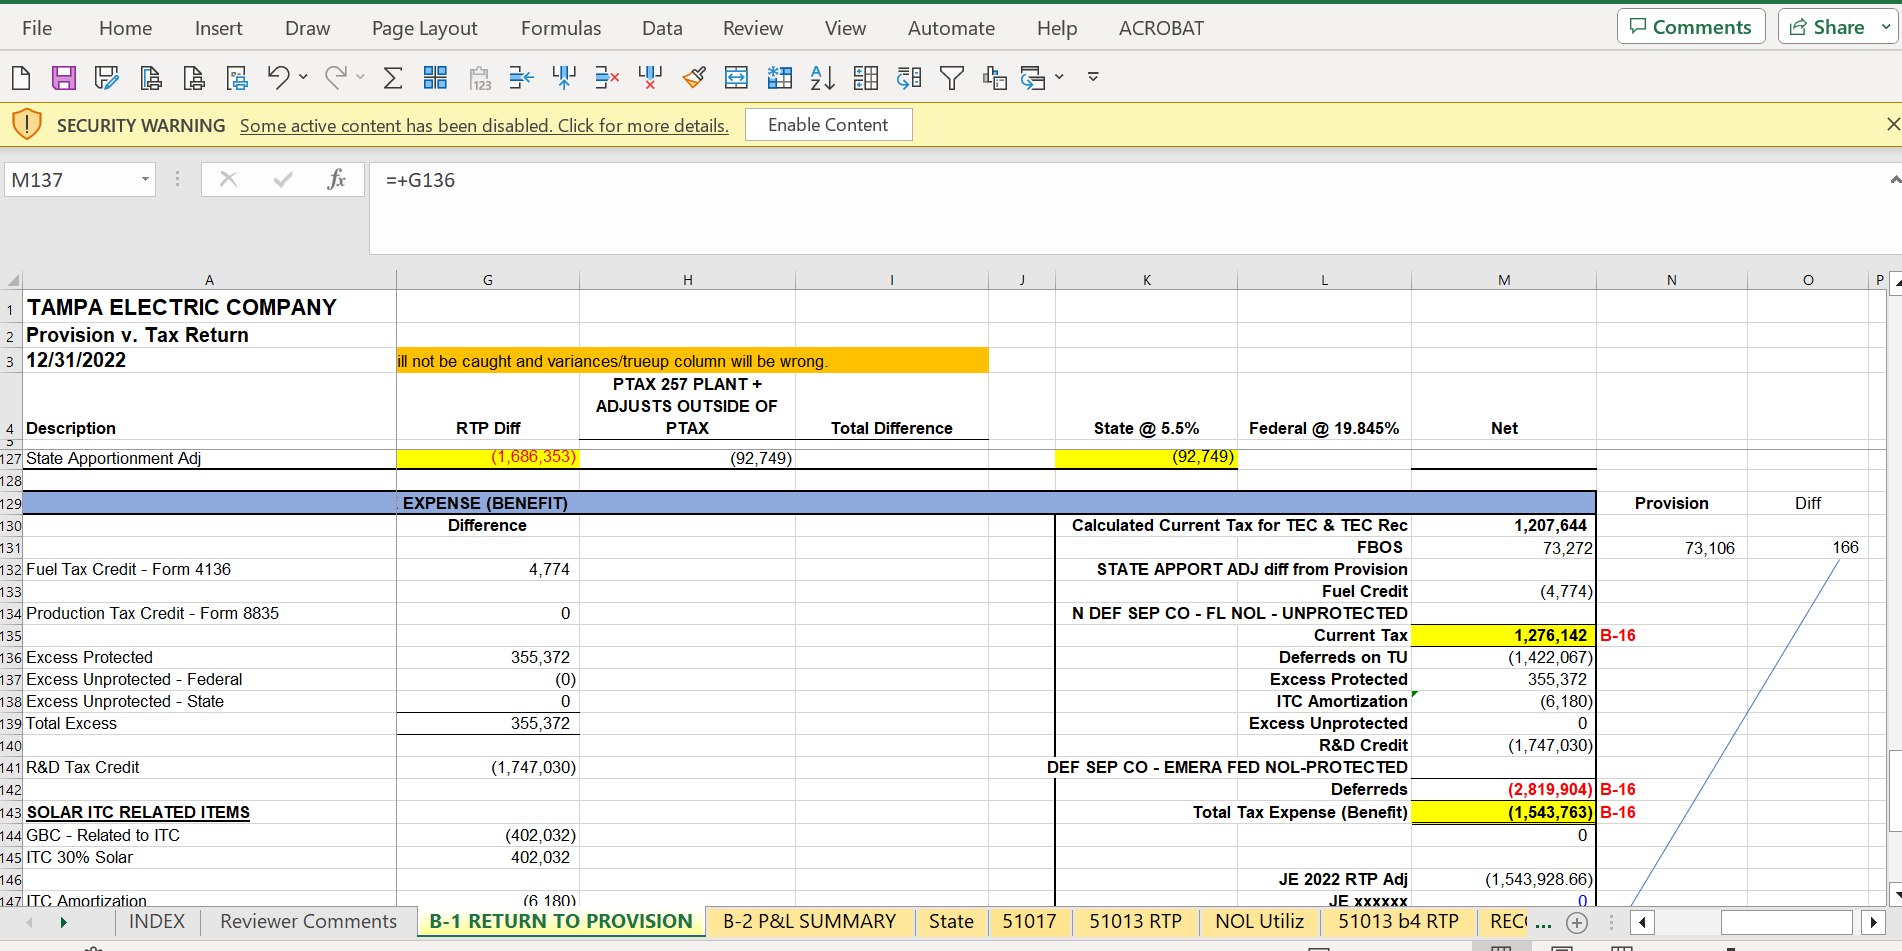 File Home Insert Draw Page Layout Formulas Data Review View Automate Help ACROBAT Comments Share
SECURITY WARNING Some active content has been disabled. Click for more details. Enable Content
M137 fx =+G136
A G H I J K L M N O P
1 TAMPA ELECTRIC COMPANY
2 Provision v. Tax Return
3 12/31/2022 ill not be caught and variances/trueup column will be wrong.
PTAX 257 PLANT +
ADJUSTS OUTSIDE OF
4 Description RTP Diff PTAX Total Difference State @ 5.5% Federal @ 19.845% Net
127 State Apportionment Adj (1,686,353) (92,749) (92,749)
128
129 EXPENSE (BENEFIT) Provision Diff
130 Difference Calculated Current Tax for TEC & TEC Rec 1,207,644
131 FBOS 73,272 73,106 166
132 Fuel Tax Credit - Form 4136 4,774 STATE APPORT ADJ diff from Provision
133 Fuel Credit (4,774)
134 Production Tax Credit - Form 8835 0 N DEF SEP CO - FL NOL - UNPROTECTED
135 Current Tax 1,276,142 B-16
136 Excess Protected 355,372 Deferreds on TU (1,422,067)
137 Excess Unprotected - Federal (0) Excess Protected 355,372
138 Excess Unprotected - State 0 ITC Amortization (6,180)
139 Total Excess 355,372 Excess Unprotected 0
140 R&D Credit (1,747,030)
141 R&D Tax Credit (1,747,030) DEF SEP CO - EMERA FED NOL-PROTECTED
142 Deferreds (2,819,904) B-16
143 SOLAR ITC RELATED ITEMS Total Tax Expense (Benefit) (1,543,763) B-16
144 GBC - Related to ITC (402,032) 0
145 ITC 30% Solar 402,032
146 JE 2022 RTP Adj (1,543,928.66)
147 ITC Amortization (6,180) JE xxxxxx 0
INDEX Reviewer Comments B-1 RETURN TO PROVISION B-2 P&L SUMMARY State 51017 51013 RTP NOL Utiliz 51013 b4 RTP REC ...